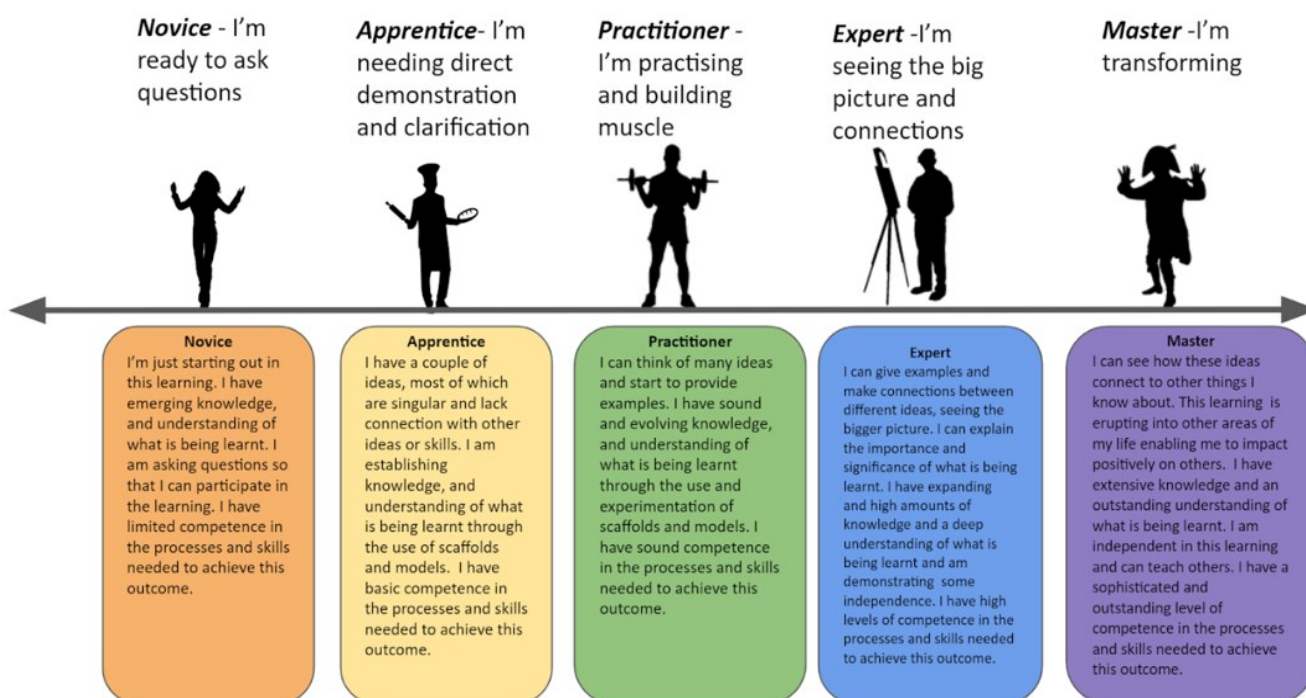 Novice - I'm
ready to ask
questions
Apprentice- I'm
needing direct
demonstration
and clarification
Practitioner -
I'm practising
and building
muscle
Expert -I'm
seeing the big
picture and
connections
Master -I'm
transforming
Novice
I'm just starting out in
this learning. I have
emerging knowledge,
and understanding of
what is being learnt. I
am asking questions so
that I can participate in
the learning. I have
limited competence in
the processes and skills
needed to achieve this
outcome.
Apprentice
I have a couple of
ideas, most of which
are singular and lack
connection with other
ideas or skills. I am
establishing
knowledge, and
understanding of what
is being learnt through
the use of scaffolds
and models. I have
basic competence in
the processes and skills
needed to achieve this
outcome.
Practitioner
I can think of many ideas
and start to provide
examples. I have sound
and evolving knowledge,
and understanding of
what is being learnt
through the use and
experimentation of
scaffolds and models. I
have sound competence
in the processes and skills
needed to achieve this
outcome.
Expert
I can give examples and
make connections between
different ideas, seeing the
bigger picture. I can explain
the importance and
significance of what is being
learnt. I have expanding
and high amounts of
knowledge and a deep
understanding of what is
being learnt and am
demonstrating some
independence. I have high
levels of competence in the
processes and skills needed
to achieve this outcome.
Master
I can see how these ideas
connect to other things I
know about. This learning is
erupting into other areas of
my life enabling me to impact
positively on others. I have
extensive knowledge and an
outstanding understanding of
what is being learnt. I am
independent in this learning
and can teach others. I have a
sophisticated and
outstanding level of
competence in the processes
and skills needed to achieve
this outcome.